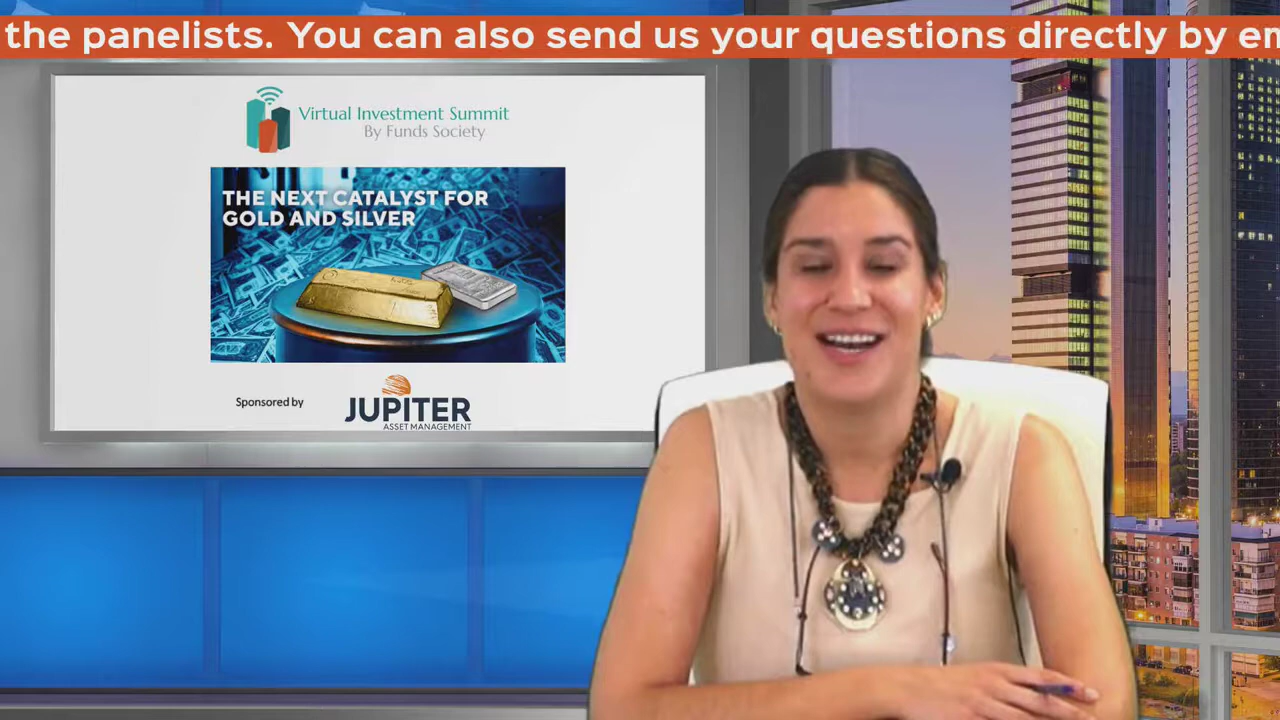 the panelists. You can also send us your questions directly by em
Virtual Investment Summit
By Funds Society
THE NEXT CATALYST FOR
GOLD AND SILVER
Sponsored by
JUPITER
ASSET MANAGEMENT